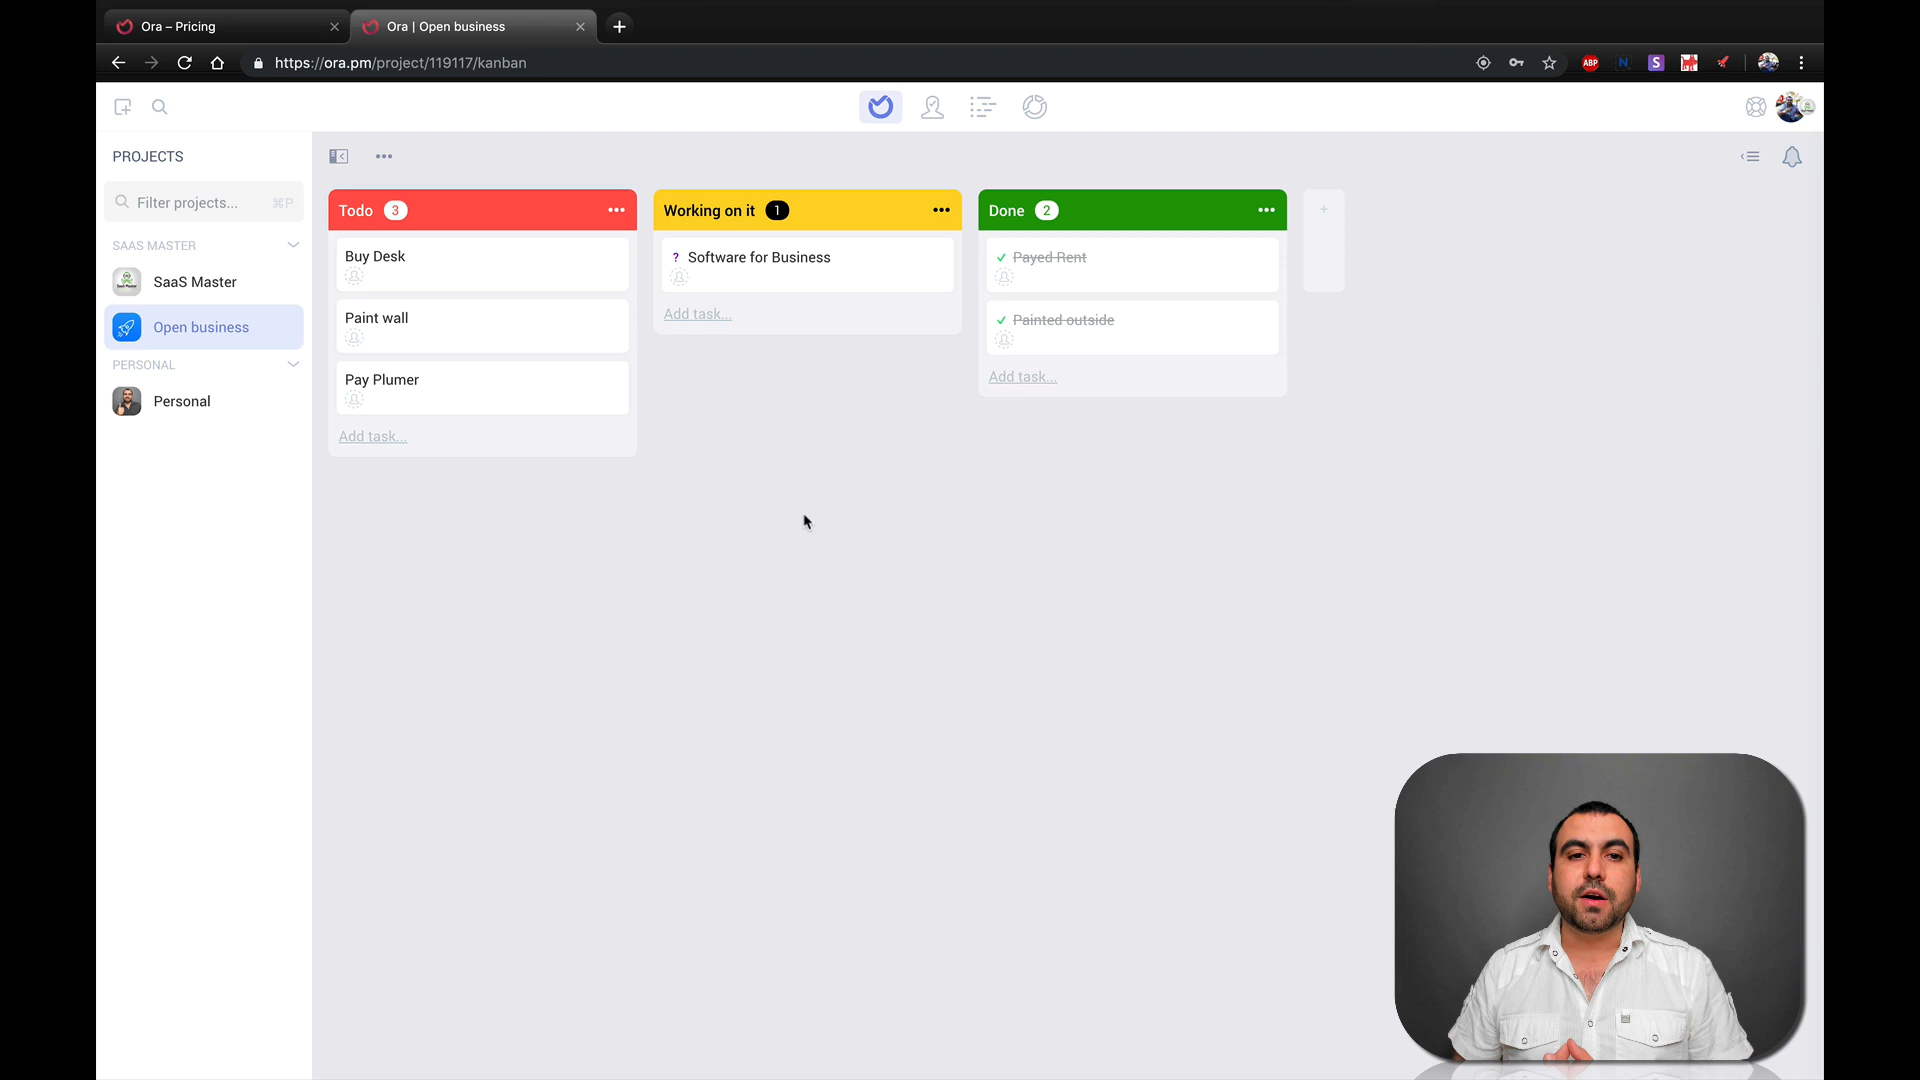 Ora – Pricing
Ora | Open business
https://ora.pm/project/119117/kanban
ABP
N
S
PROJECTS
Filter projects... ⌘P
SAAS MASTER
SaaS Master
Open business
PERSONAL
Personal
Todo 3
Buy Desk
Paint wall
Pay Plumer
Add task...
Working on it 1
? Software for Business
Add task...
Done 2
Payed Rent
Painted outside
Add task...